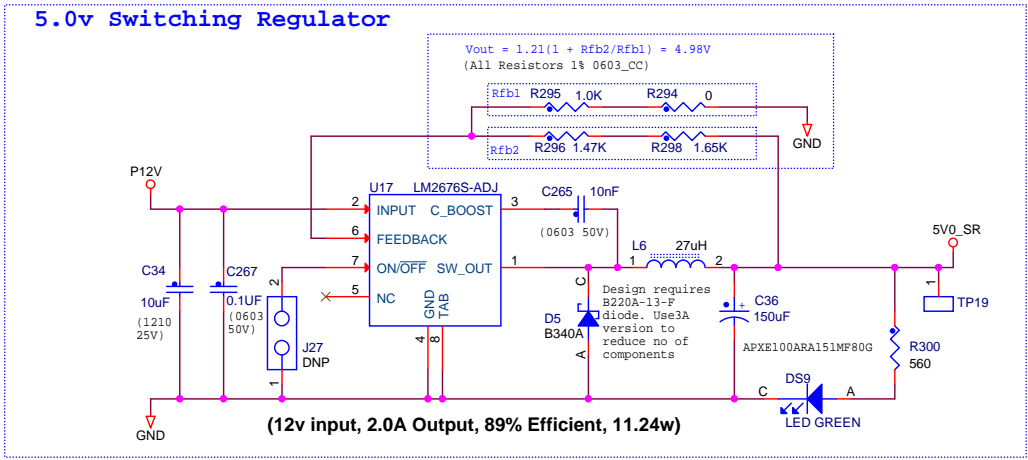 5.0v Switching Regulator
Vout = 1.21(1 + Rfb2/Rfb1) = 4.98V
(All Resistors 1% 0603_CC)
Rfb1 R295 1.0K R294 0
GND
Rfb2 R296 1.47K R298 1.65K
P12V
U17 LM2676S-ADJ
C265 10nF
(0603 50V)
2 INPUT C_BOOST 3
6 FEEDBACK
7 ON/OFF SW_OUT 1
5 NC
GND TAB
4 8
L6 27uH
1 2
5V0_SR
1
TP19
C34
10uF
(1210
25V)
C267
0.1UF
(0603
50V)
2
J27
DNP
1
C
D5
B340A
A
Design requires
B220A-13-F
diode. Use3A
version to
reduce no of
components
+
C36
150uF
APXE100ARA151MF80G
R300
560
DS9
C A
LED GREEN
GND
(12v input, 2.0A Output, 89% Efficient, 11.24w)